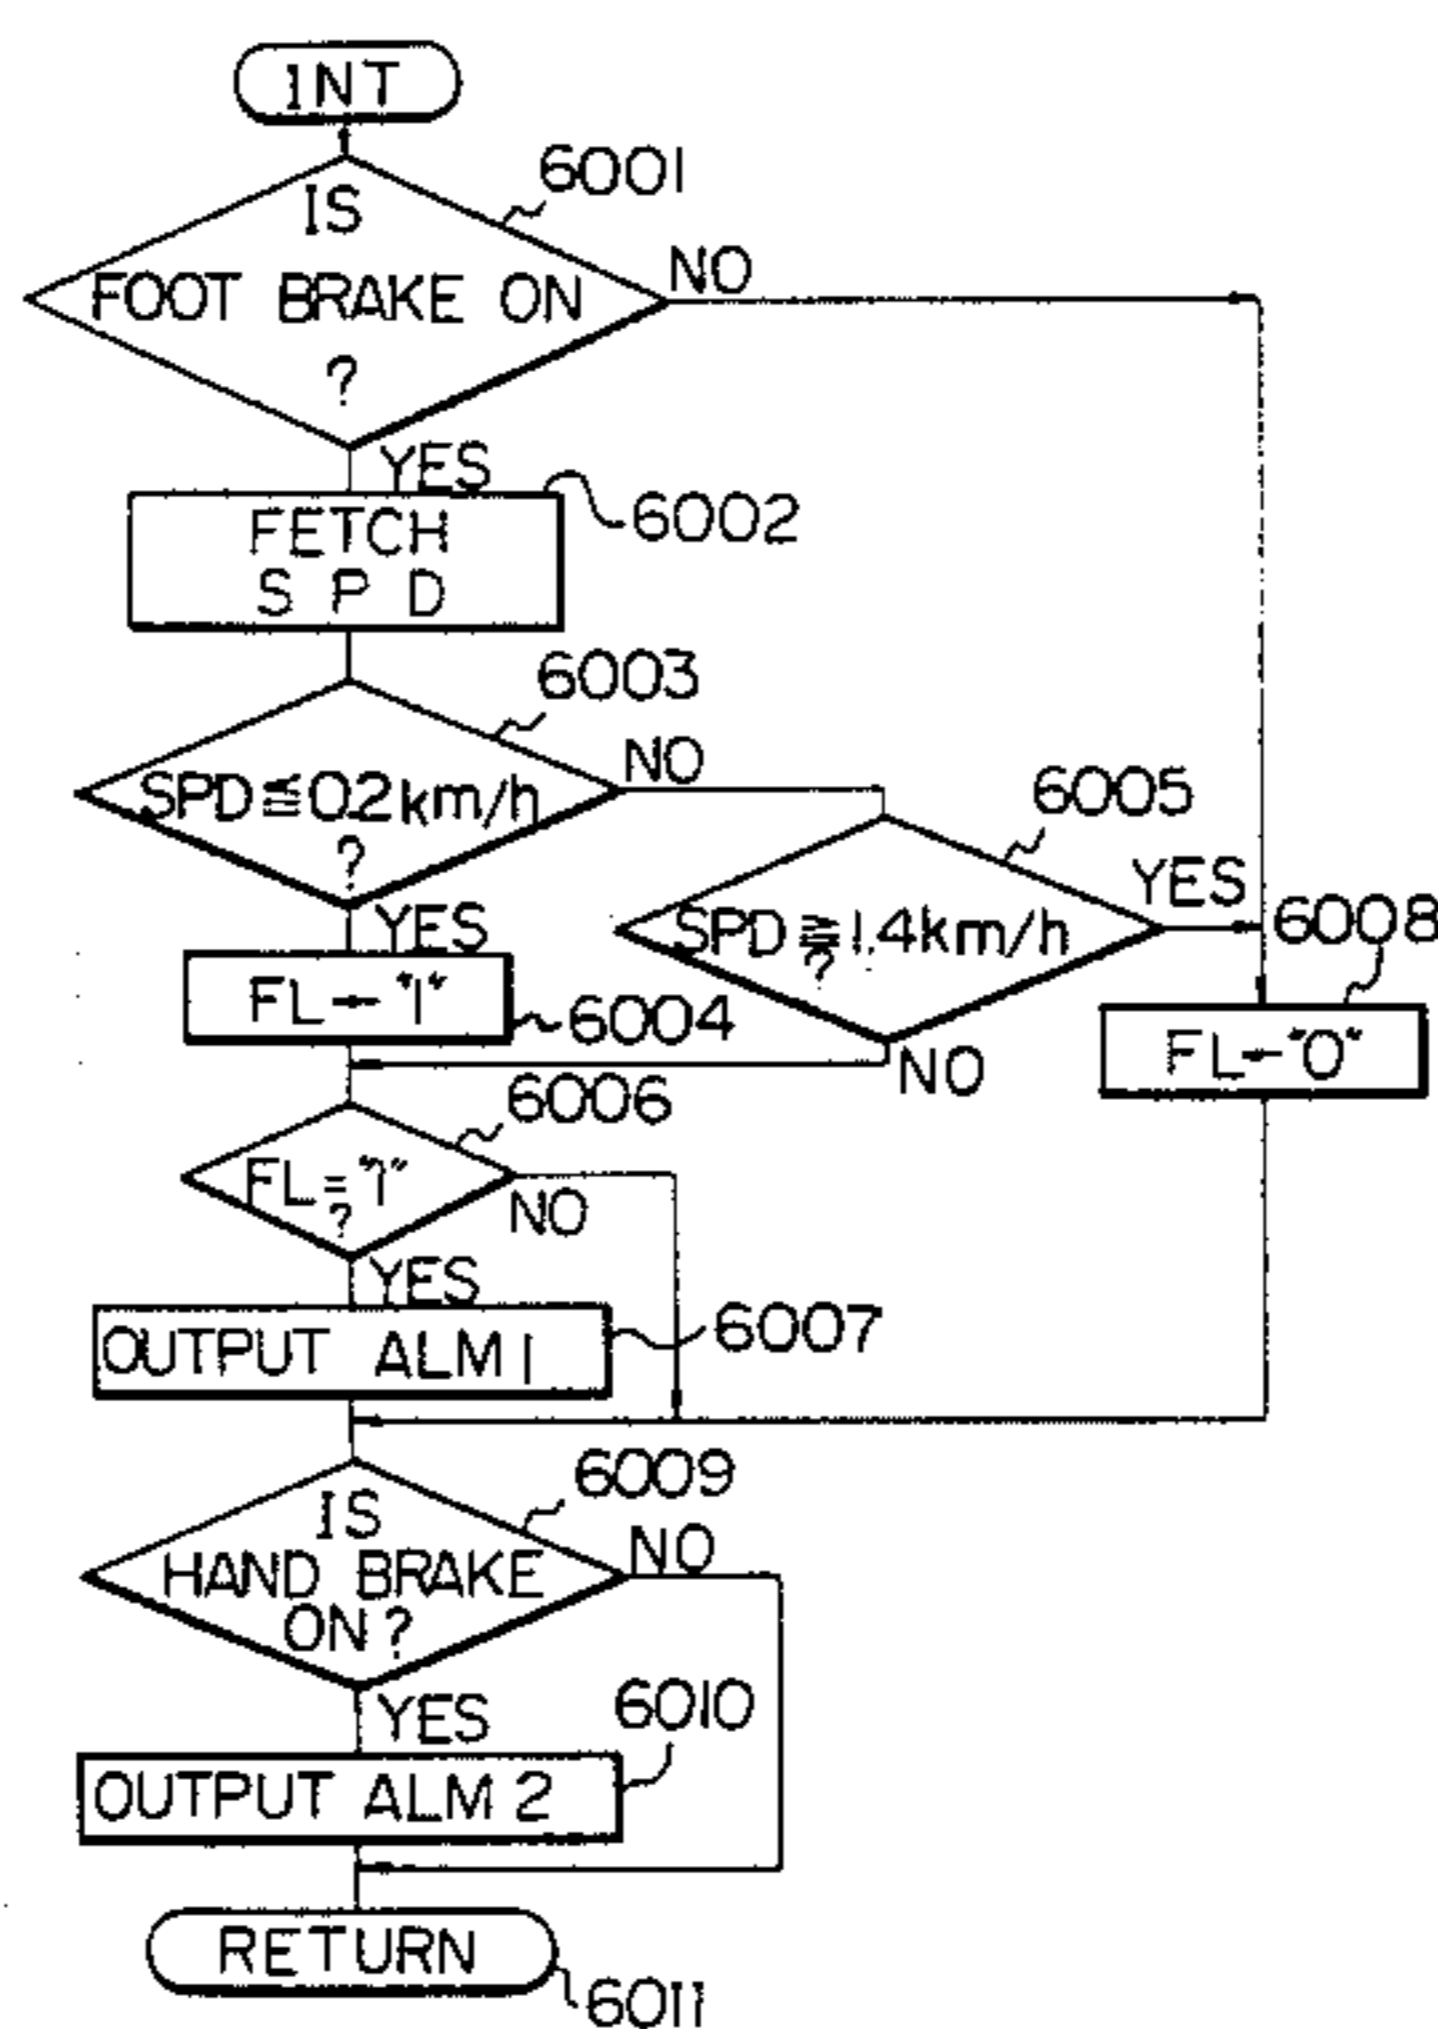 INT
6001
IS
FOOT BRAKE ON
?
NO
YES
6002
FETCH
S P D
6003
SPD≦0.2km/h
?
NO
YES
6005
SPD≧1.4km/h
?
YES
NO
FL←"1"
6004
6008
FL←"0"
6006
FL="1"
?
NO
YES
OUTPUT ALM1
6007
6009
IS
HAND BRAKE
ON?
NO
YES
6010
OUTPUT ALM 2
RETURN
6011